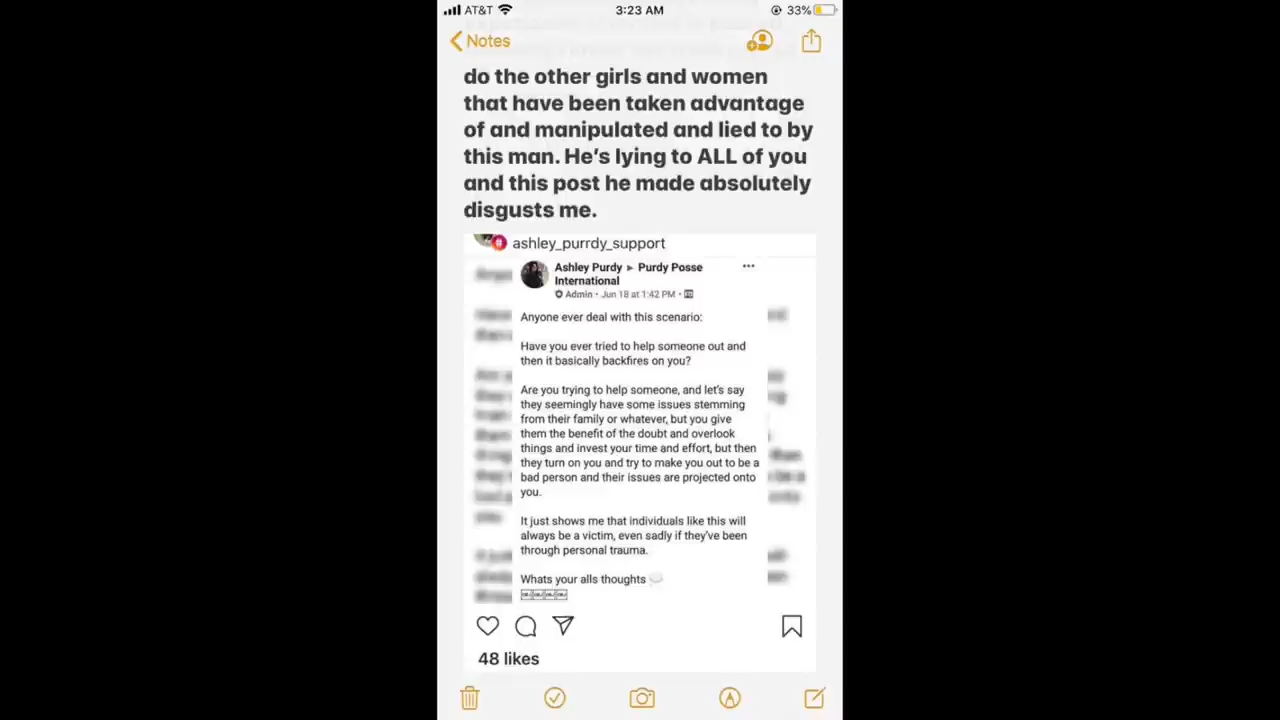 AT&T 3:23 AM 33%
Notes
do the other girls and women
that have been taken advantage
of and manipulated and lied to by
this man. He's lying to ALL of you
and this post he made absolutely
disgusts me.
ashley_purrdy_support
Ashley Purdy ▸ Purdy Posse
International
Admin · Jun 18 at 1:42 PM ·
Anyone ever deal with this scenario:
Have you ever tried to help someone out and
then it basically backfires on you?
Are you trying to help someone, and let's say
they seemingly have some issues stemming
from their family or whatever, but you give
them the benefit of the doubt and overlook
things and invest your time and effort, but then
they turn on you and try to make you out to be a
bad person and their issues are projected onto
you.
It just shows me that individuals like this will
always be a victim, even sadly if they've been
through personal trauma.
Whats your alls thoughts
48 likes